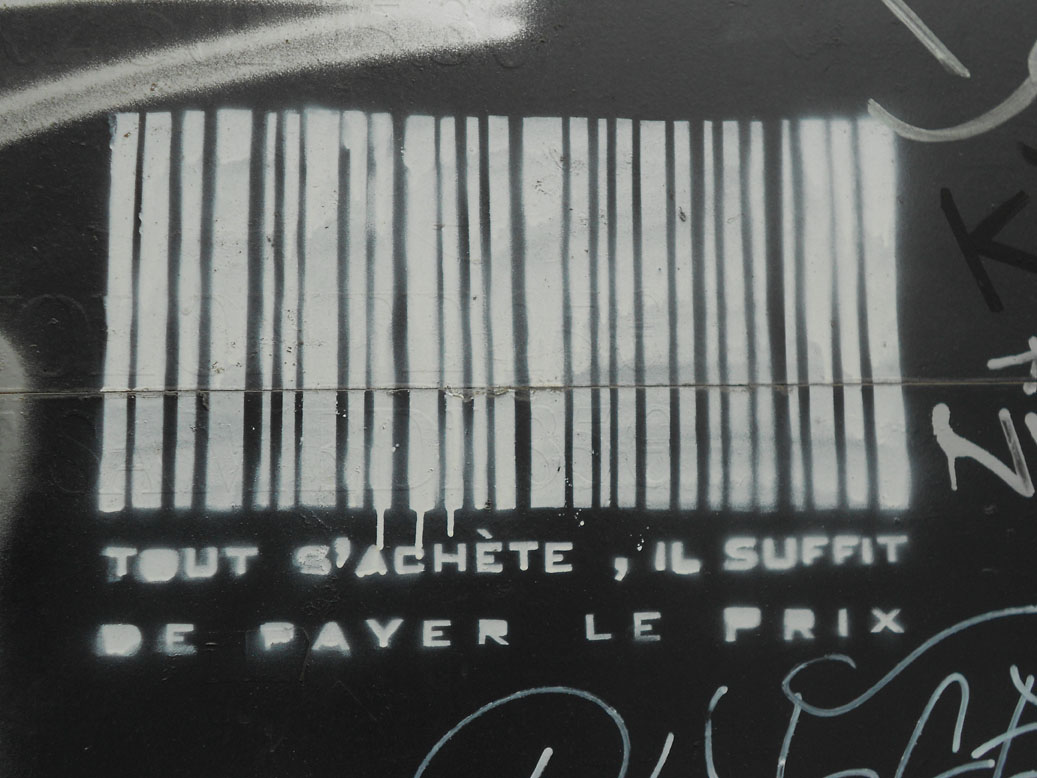 TOUT S'ACHÈTE , IL SUFFIT
DE PAYER LE PRIX